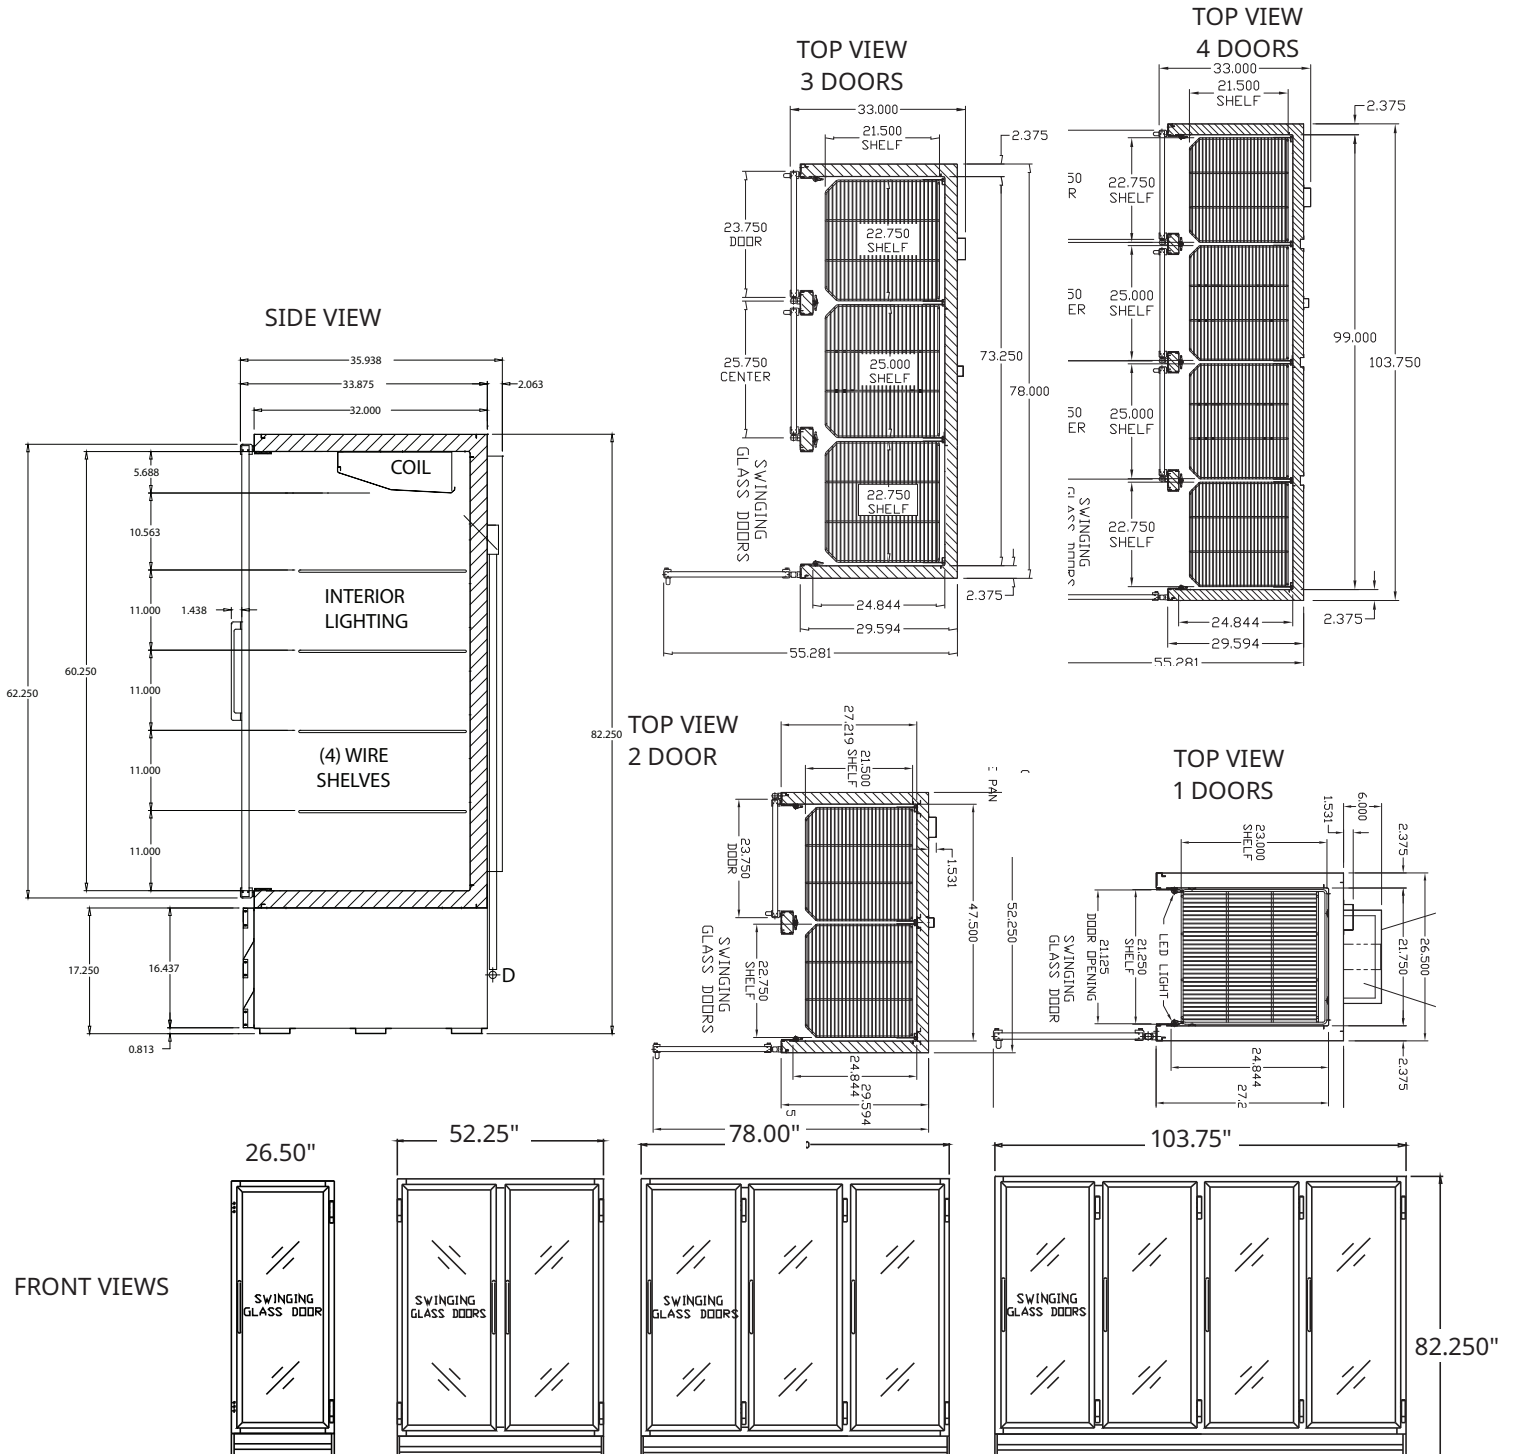 TOP VIEW
4 DOORS
33.000
21.500
SHELF
2.375
50
R
22.750
SHELF
50
ER
25.000
SHELF
99.000
103.750
50
ER
25.000
SHELF
22.750
SHELF
SWINGING
24.844
29.594
2.375
55.281
TOP VIEW
3 DOORS
33.000
21.500
SHELF
2.375
23.750
DOOR
22.750
SHELF
25.750
CENTER
25.000
SHELF
73.250
78.000
SWINGING
GLASS DOORS
22.750
SHELF
24.844
2.375
29.594
55.281
SIDE VIEW
35.938
33.875
2.063
32.000
COIL
5.688
10.563
INTERIOR
LIGHTING
11.000
1.438
60.250
62.250
11.000
82.250
(4) WIRE
SHELVES
11.000
11.000
17.250
16.437
D
0.813
TOP VIEW
2 DOOR
27.219
21.500
SHELF
23.750
DOOR
1.531
47.500
52.250
SWINGING
GLASS DOORS
22.750
SHELF
24.844
29.594
5
PAN
TOP VIEW
1 DOORS
23.000
SHELF
1.531
6.000
2.375
SWINGING
GLASS DOOR
21.125
DOOR OPENING
21.250
SHELF
LED LIGHT
21.750
26.500
24.844
27.2
2.375
FRONT VIEWS
26.50"
SWINGING
GLASS DOOR
52.25"
SWINGING
GLASS DOORS
78.00"
SWINGING
GLASS DOORS
103.75"
SWINGING
GLASS DOORS
82.250"